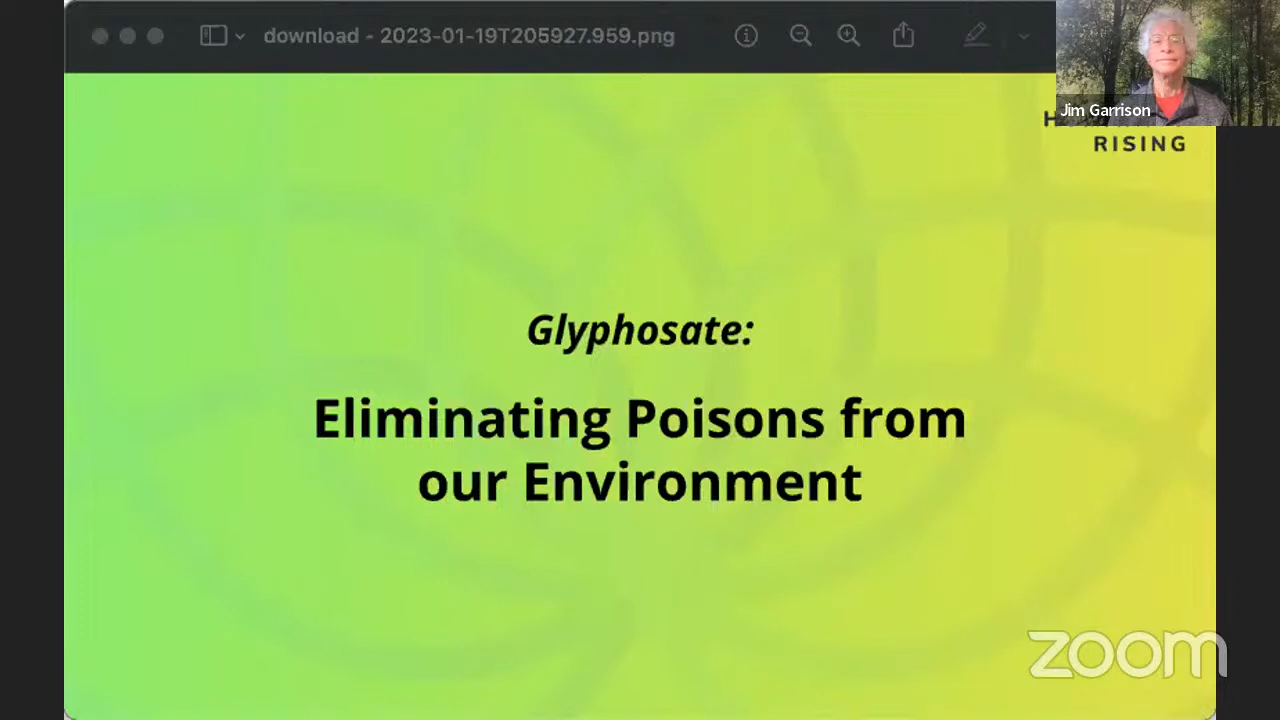 download - 2023-01-19T205927.959.png
Jim Garrison
RISING
Glyphosate:
Eliminating Poisons from
our Environment
zoom